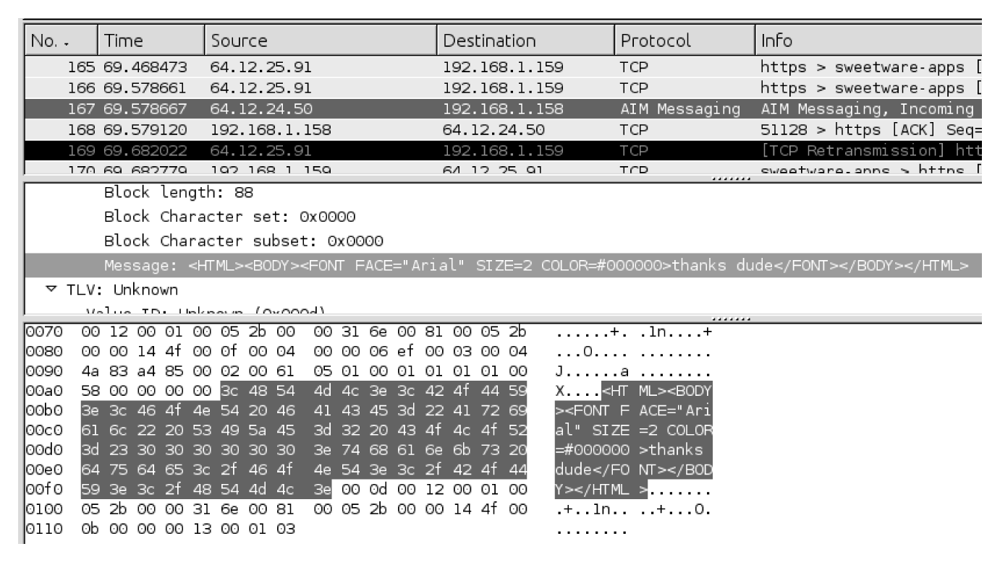 No. Time Source Destination Protocol Info
165 69.468473 64.12.25.91 192.168.1.159 TCP https > sweetware-apps [
166 69.578661 64.12.25.91 192.168.1.159 TCP https > sweetware-apps [
167 69.578667 64.12.24.50 192.168.1.158 AIM Messaging AIM Messaging, Incoming
168 69.579120 192.168.1.158 64.12.24.50 TCP 51128 > https [ACK] Seq=
169 69.682022 64.12.25.91 192.168.1.159 TCP [TCP Retransmission] htt
170 69.682779 192.168.1.159 64.12.25.91 TCP sweetware-apps > https [
Block length: 88
Block Character set: 0x0000
Block Character subset: 0x0000
Message: <HTML><BODY><FONT FACE="Arial" SIZE=2 COLOR=#000000>thanks dude</FONT></BODY></HTML>
TLV: Unknown
Value ID: Unknown (0x000d)
0070 00 12 00 01 00 05 2b 00 00 31 6e 00 81 00 05 2b ......+. .1n....+
0080 00 00 14 4f 00 0f 00 04 00 00 06 ef 00 03 00 04 ...O.... ........
0090 4a 83 a4 85 00 02 00 61 05 01 00 01 01 01 01 00 J......a ........
00a0 58 00 00 00 00 3c 48 54 4d 4c 3e 3c 42 4f 44 59 X....<HT ML><BODY
00b0 3e 3c 46 4f 4e 54 20 46 41 43 45 3d 22 41 72 69 ><FONT F ACE="Ari
00c0 61 6c 22 20 53 49 5a 45 3d 32 20 43 4f 4c 4f 52 al" SIZE =2 COLOR
00d0 3d 23 30 30 30 30 30 30 3e 74 68 61 6e 6b 73 20 =#000000 >thanks
00e0 64 75 64 65 3c 2f 46 4f 4e 54 3e 3c 2f 42 4f 44 dude</FO NT></BOD
00f0 59 3e 3c 2f 48 54 4d 4c 3e 00 0d 00 12 00 01 00 Y></HTML >.......
0100 05 2b 00 00 31 6e 00 81 00 05 2b 00 00 14 4f 00 .+..1n.. ..+...O.
0110 0b 00 00 00 13 00 01 03 ........